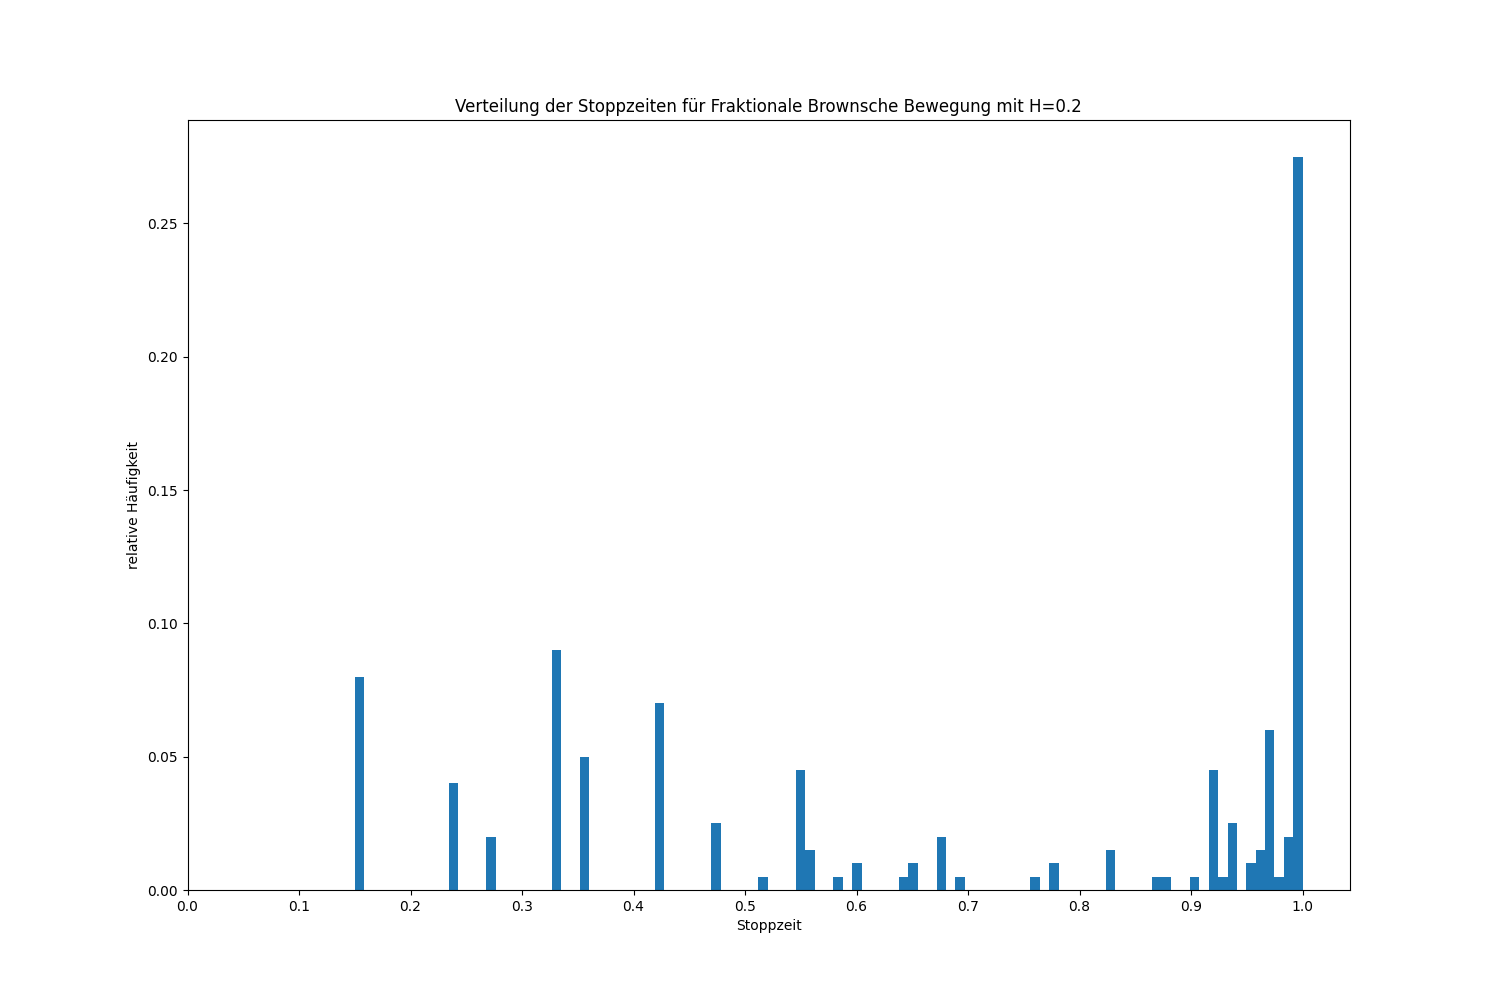 Verteilung der Stoppzeiten für Fraktionale Brownsche Bewegung mit H=0.2
relative Häufigkeit
0.25
0.20
0.15
0.10
0.05
0.00
0.0 0.1 0.2 0.3 0.4 0.5 0.6 0.7 0.8 0.9 1.0
Stoppzeit